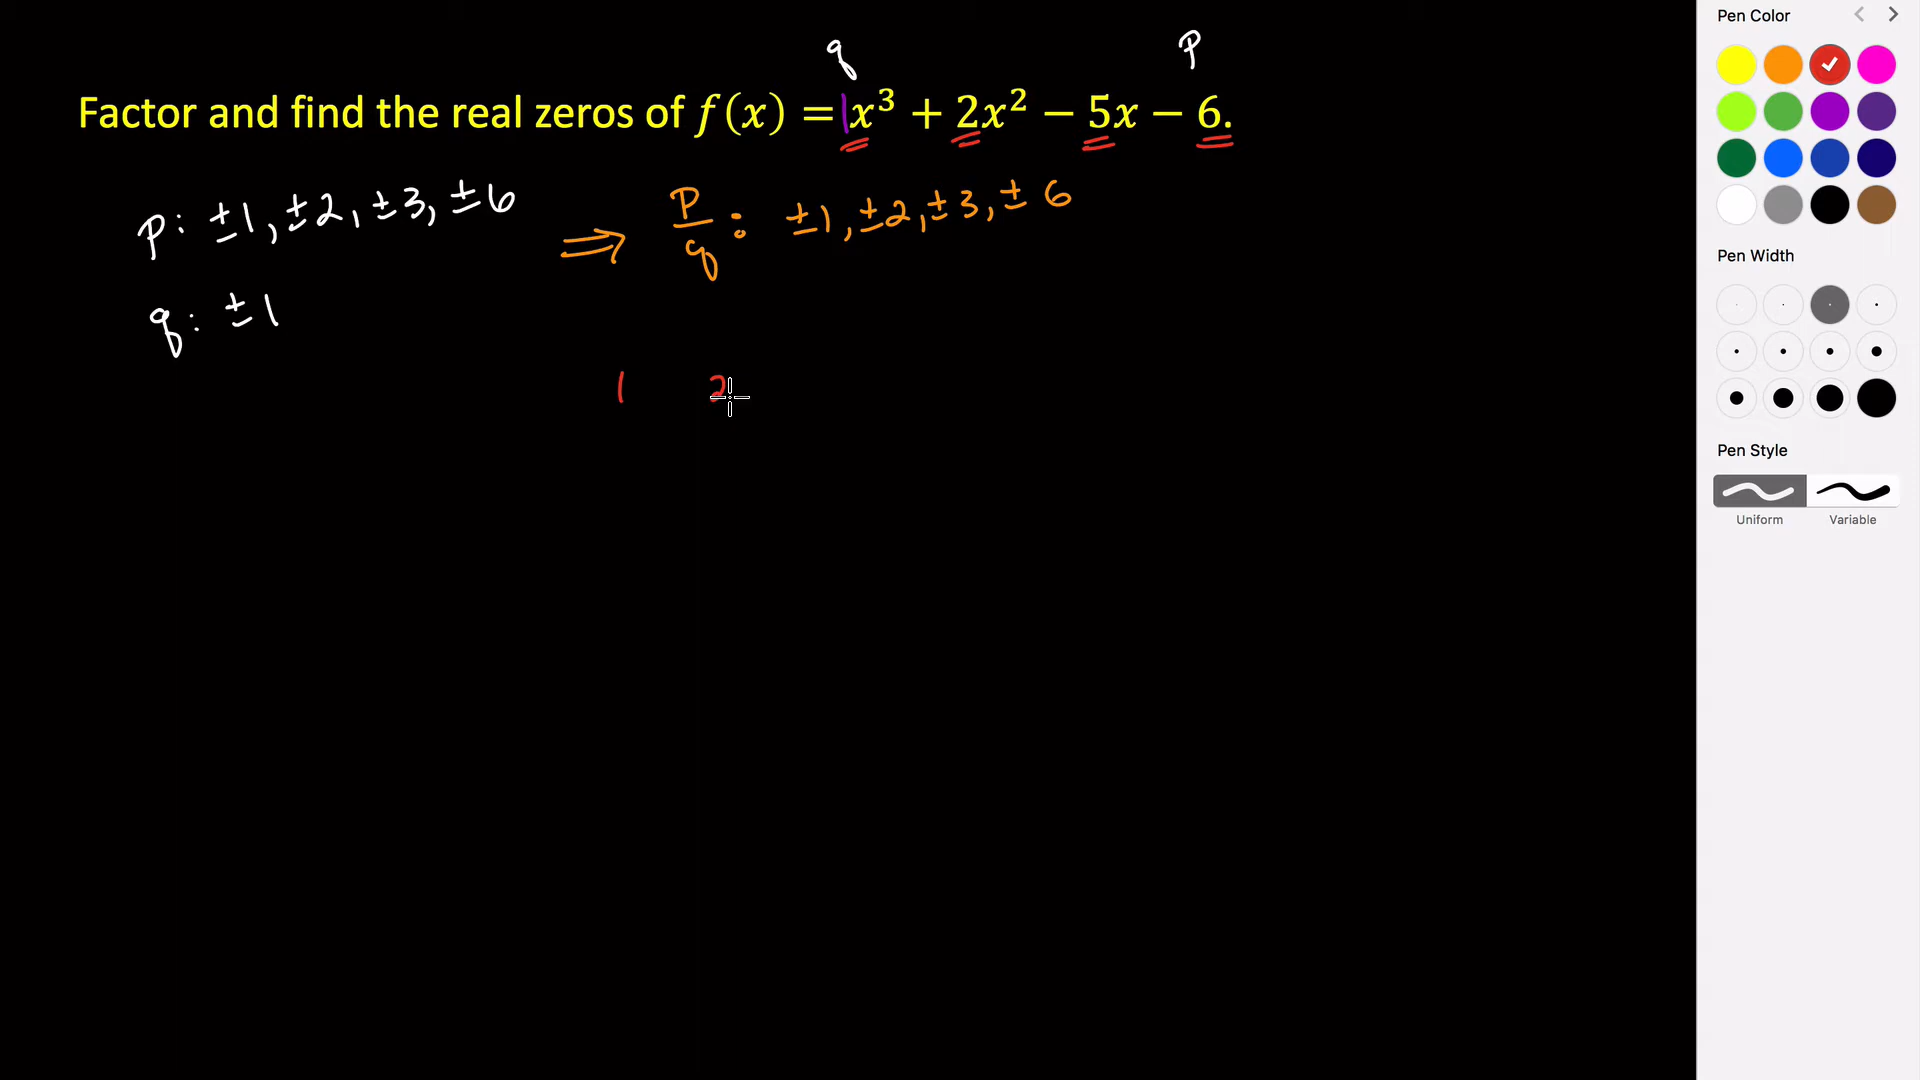 q p
Factor and find the real zeros of f(x) = 1x³ + 2x² − 5x − 6.
p: ±1, ±2, ±3, ±6 ⇒ p/q: ±1, ±2, ±3, ±6
q: ±1
1 2
Pen Color
Pen Width
Pen Style
Uniform Variable